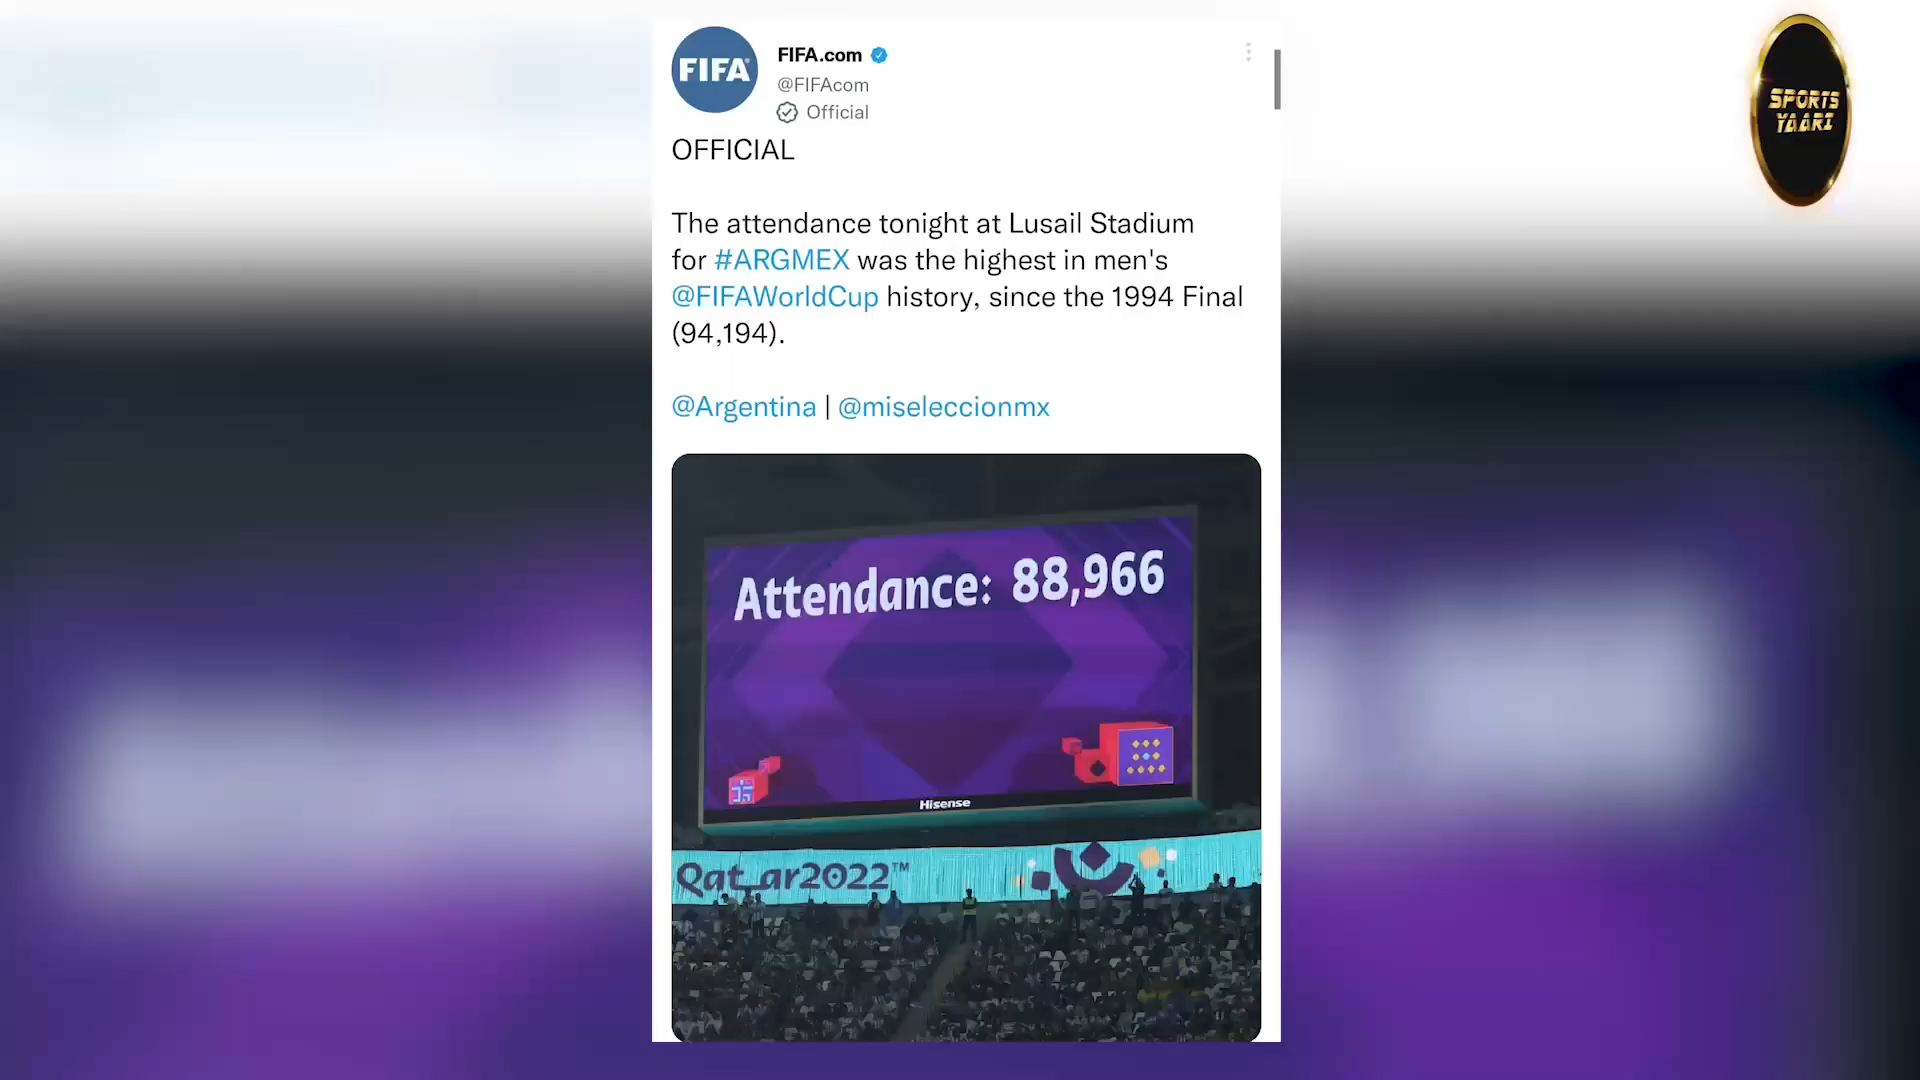 FIFA
FIFA.com
@FIFAcom
Official
OFFICIAL
The attendance tonight at Lusail Stadium
for #ARGMEX was the highest in men's
@FIFAWorldCup history, since the 1994 Final
(94,194).
@Argentina | @miseleccionmx
Attendance: 88,966
Hisense
Qatar2022™
SPORTS
YAARI